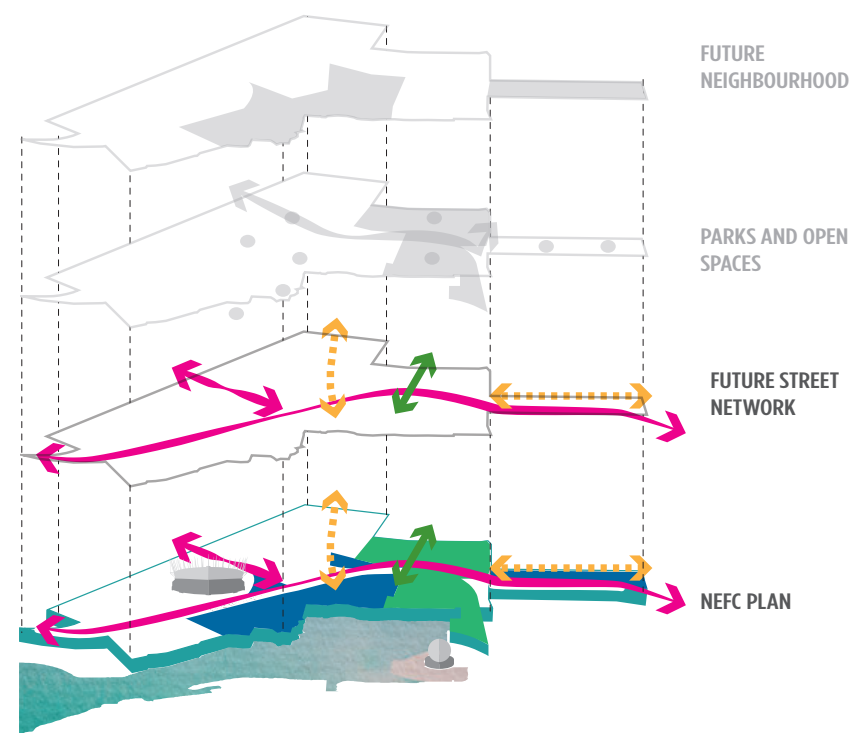 FUTURE
NEIGHBOURHOOD
PARKS AND OPEN
SPACES
FUTURE STREET
NETWORK
NEFC PLAN